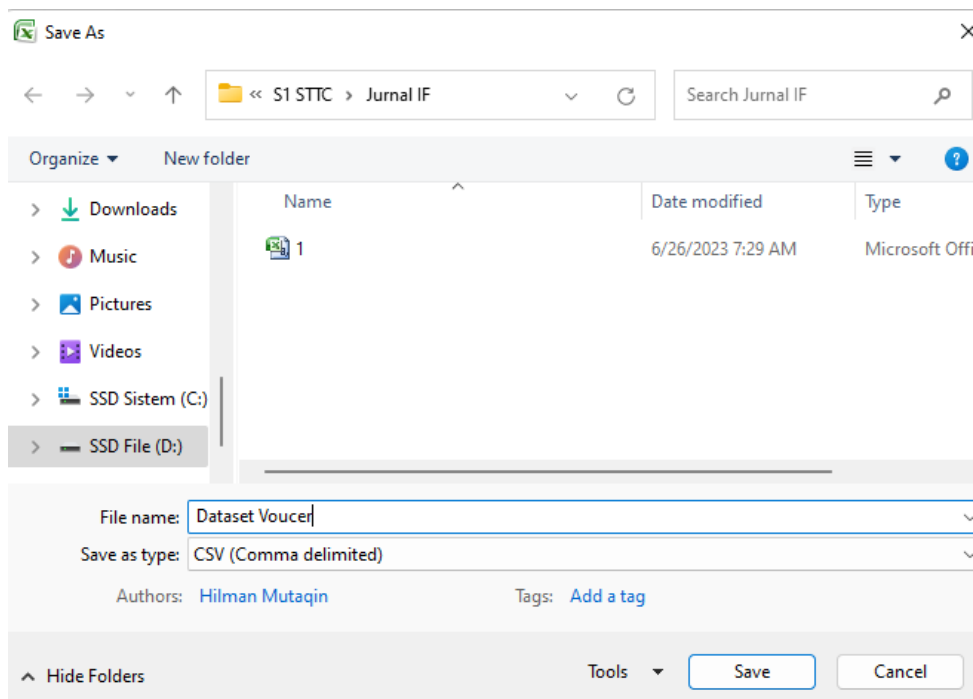 Save As
« S1 STTC > Jurnal IF
Search Jurnal IF
Organize New folder
Name Date modified Type
Downloads
Music
Pictures
Videos
SSD Sistem (C:)
SSD File (D:)
1 6/26/2023 7:29 AM Microsoft Offi
File name: Dataset Voucer
Save as type: CSV (Comma delimited)
Authors: Hilman Mutaqin Tags: Add a tag
Hide Folders Tools Save Cancel